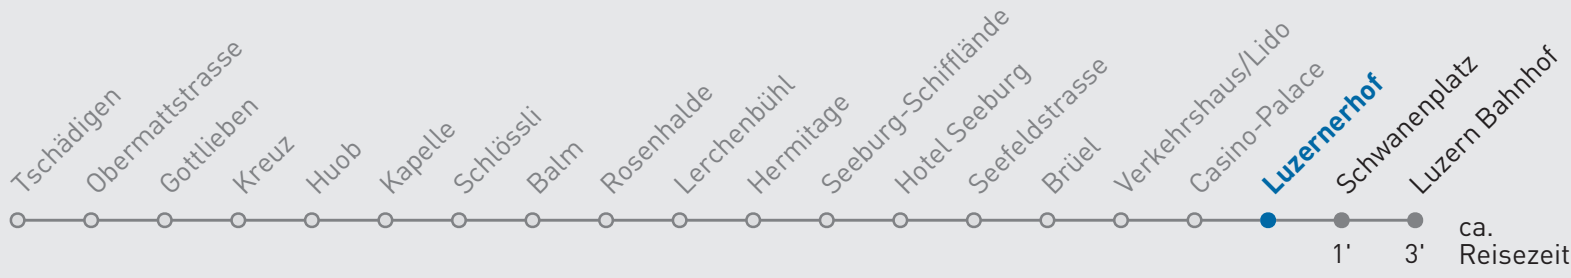 Tschädigen
Obermattstrasse
Gottlieben
Kreuz
Huob
Kapelle
Schlössli
Balm
Rosenhalde
Lerchenbühl
Hermitage
Seeburg-Schifflände
Hotel Seeburg
Seefeldstrasse
Brüel
Verkehrshaus/Lido
Casino-Palace
Luzernerhof
Schwanenplatz
Luzern Bahnhof
ca.
1' 3' Reisezeit